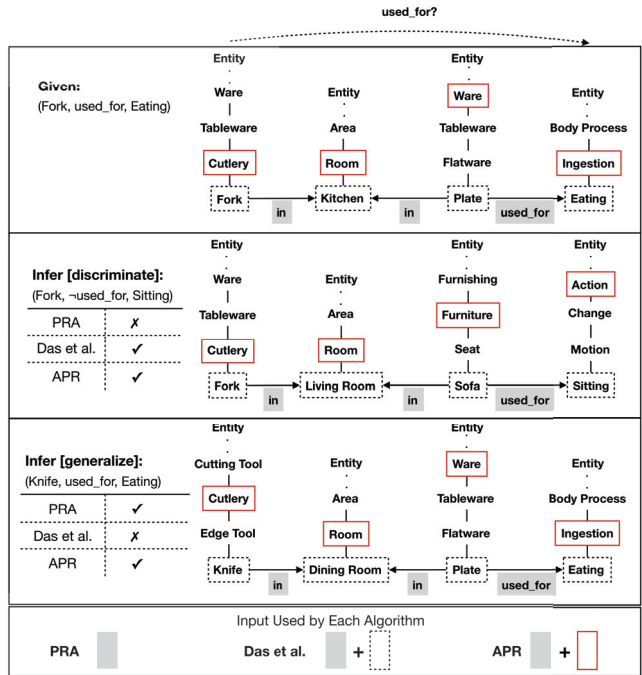 used_for?
Given:
(Fork, used_for, Eating)
Entity
Ware
Tableware
Cutlery
Fork
in
Entity
Area
Room
Kitchen
in
Entity
Ware
Tableware
Flatware
Plate
used_for
Entity
Body Process
Ingestion
Eating
Infer [discriminate]:
(Fork, ¬used_for, Sitting)
PRA ✗
Das et al. ✓
APR ✓
Entity
Ware
Tableware
Cutlery
Fork
in
Entity
Area
Room
Living Room
in
Entity
Furnishing
Furniture
Seat
Sofa
used_for
Entity
Action
Change
Motion
Sitting
Infer [generalize]:
(Knife, used_for, Eating)
PRA ✓
Das et al. ✗
APR ✓
Entity
Cutting Tool
Cutlery
Edge Tool
Knife
in
Entity
Area
Room
Dining Room
in
Entity
Ware
Tableware
Flatware
Plate
used_for
Entity
Body Process
Ingestion
Eating
Input Used by Each Algorithm
PRA
Das et al. +
APR +